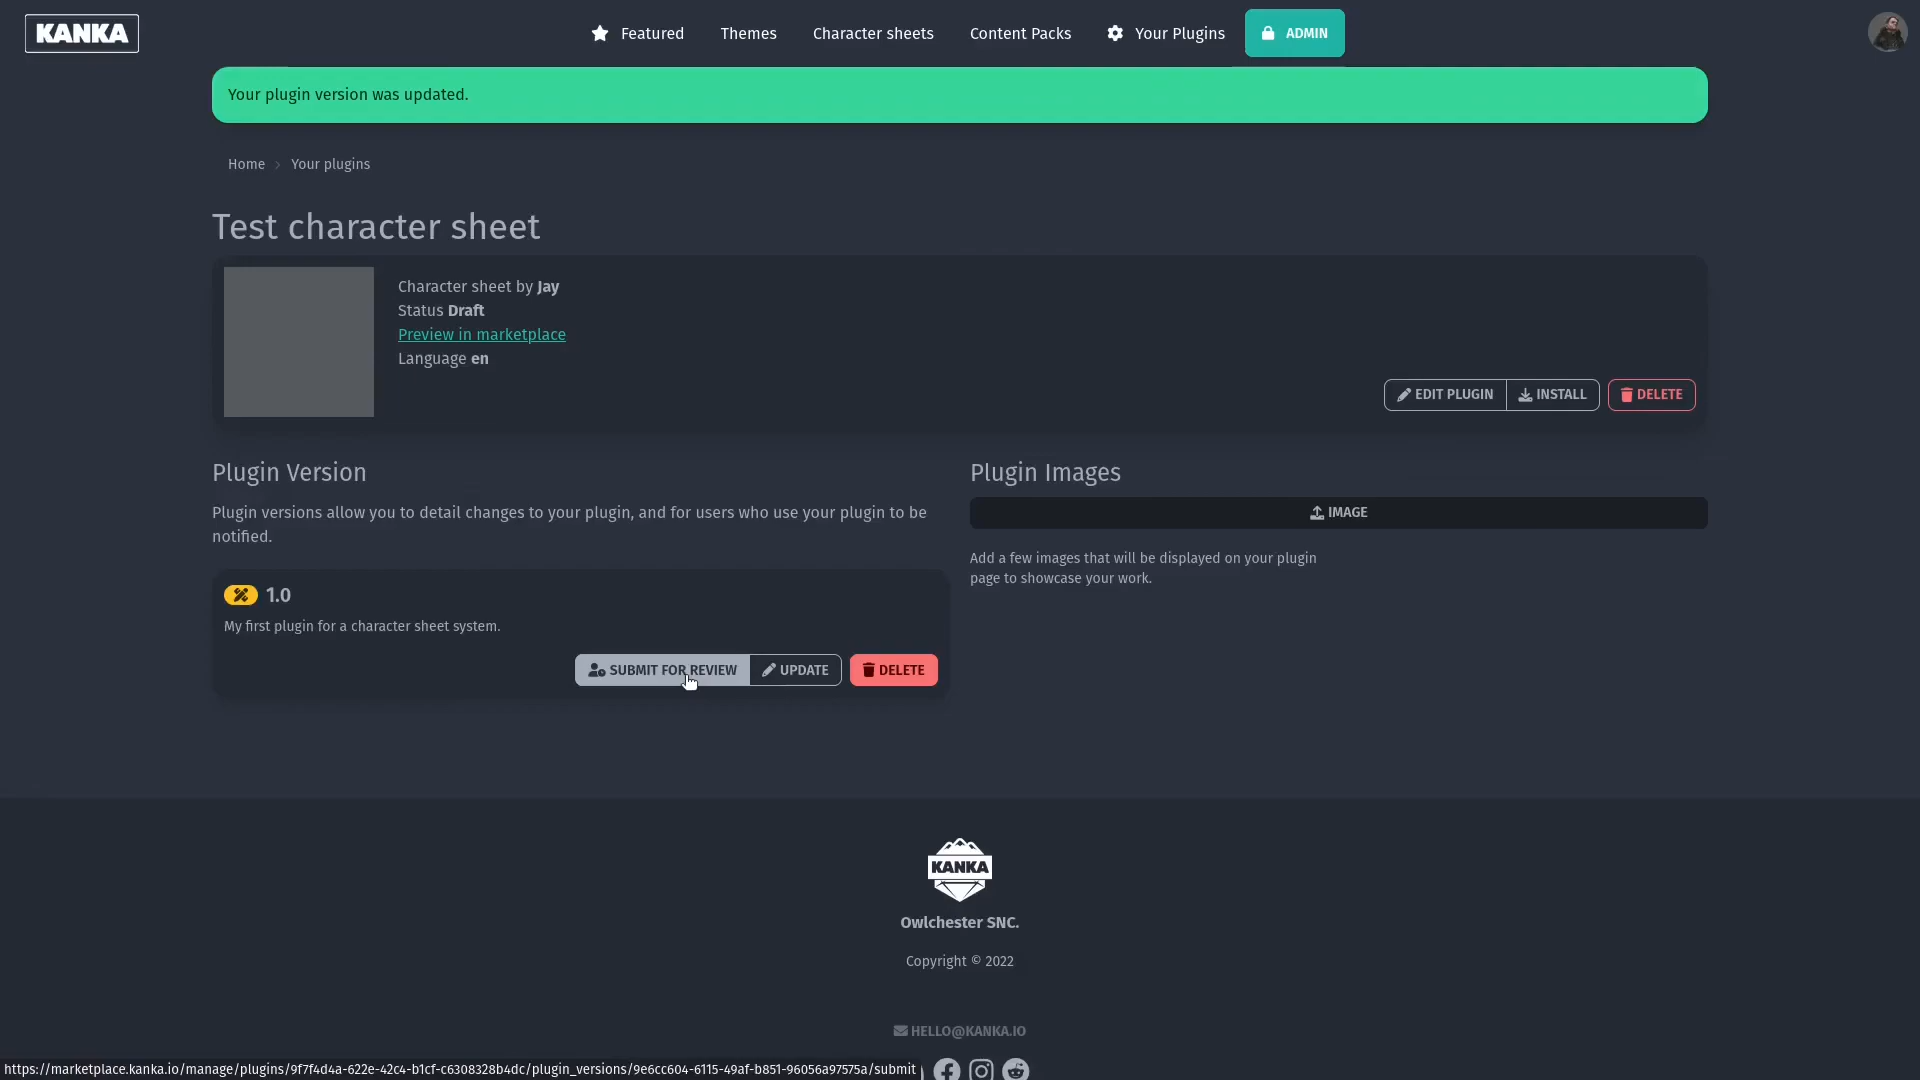 KANKA
Featured
Themes
Character sheets
Content Packs
Your Plugins
ADMIN
Your plugin version was updated.
Home > Your plugins
Test character sheet
Character sheet by Jay
Status Draft
Preview in marketplace
Language en
EDIT PLUGIN
INSTALL
DELETE
Plugin Version
Plugin versions allow you to detail changes to your plugin, and for users who use your plugin to be
notified.
1.0
My first plugin for a character sheet system.
SUBMIT FOR REVIEW
UPDATE
DELETE
Plugin Images
IMAGE
Add a few images that will be displayed on your plugin
page to showcase your work.
KANKA
Owlchester SNC.
Copyright © 2022
HELLO@KANKA.IO
https://marketplace.kanka.io/manage/plugins/9f7f4d4a-622e-42c4-b1cf-c6308328b4dc/plugin_versions/9e6cc604-6115-49af-b851-96056a97575a/submit